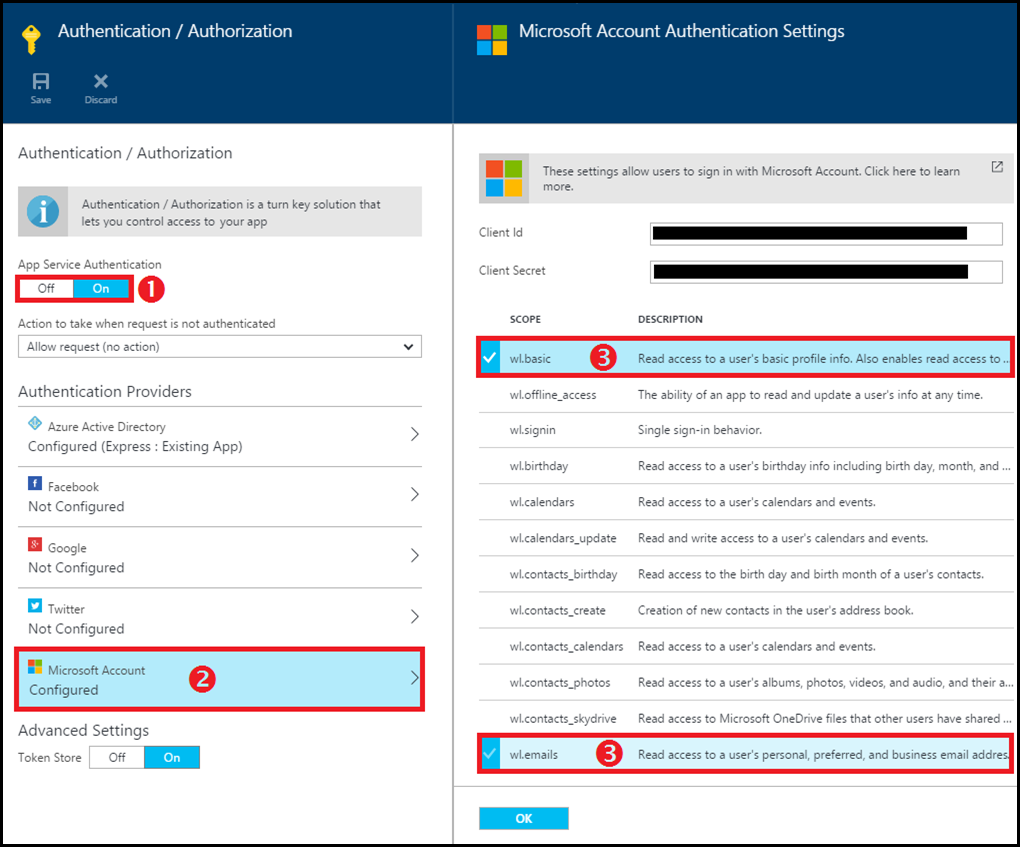 Authentication / Authorization
Save
Discard
Authentication / Authorization
Authentication / Authorization is a turn key solution that
lets you control access to your app
App Service Authentication
Off
On
1
Action to take when request is not authenticated
Allow request (no action)
Authentication Providers
Azure Active Directory
Configured (Express : Existing App)
f
Facebook
Not Configured
Google
Not Configured
Twitter
Not Configured
Microsoft Account
Configured
2
Advanced Settings
Token Store
Off
On
Microsoft Account Authentication Settings
These settings allow users to sign in with Microsoft Account. Click here to learn
more.
Client Id
Client Secret
SCOPE DESCRIPTION
wl.basic 3 Read access to a user's basic profile info. Also enables read access to ...
wl.offline_access The ability of an app to read and update a user's info at any time.
wl.signin Single sign-in behavior.
wl.birthday Read access to a user's birthday info including birth day, month, and ...
wl.calendars Read access to a user's calendars and events.
wl.calendars_update Read and write access to a user's calendars and events.
wl.contacts_birthday Read access to the birth day and birth month of a user's contacts.
wl.contacts_create Creation of new contacts in the user's address book.
wl.contacts_calendars Read access to a user's calendars and events.
wl.contacts_photos Read access to a user's albums, photos, videos, and audio, and their a...
wl.contacts_skydrive Read access to Microsoft OneDrive files that other users have shared ...
wl.emails 3 Read access to a user's personal, preferred, and business email addres
OK